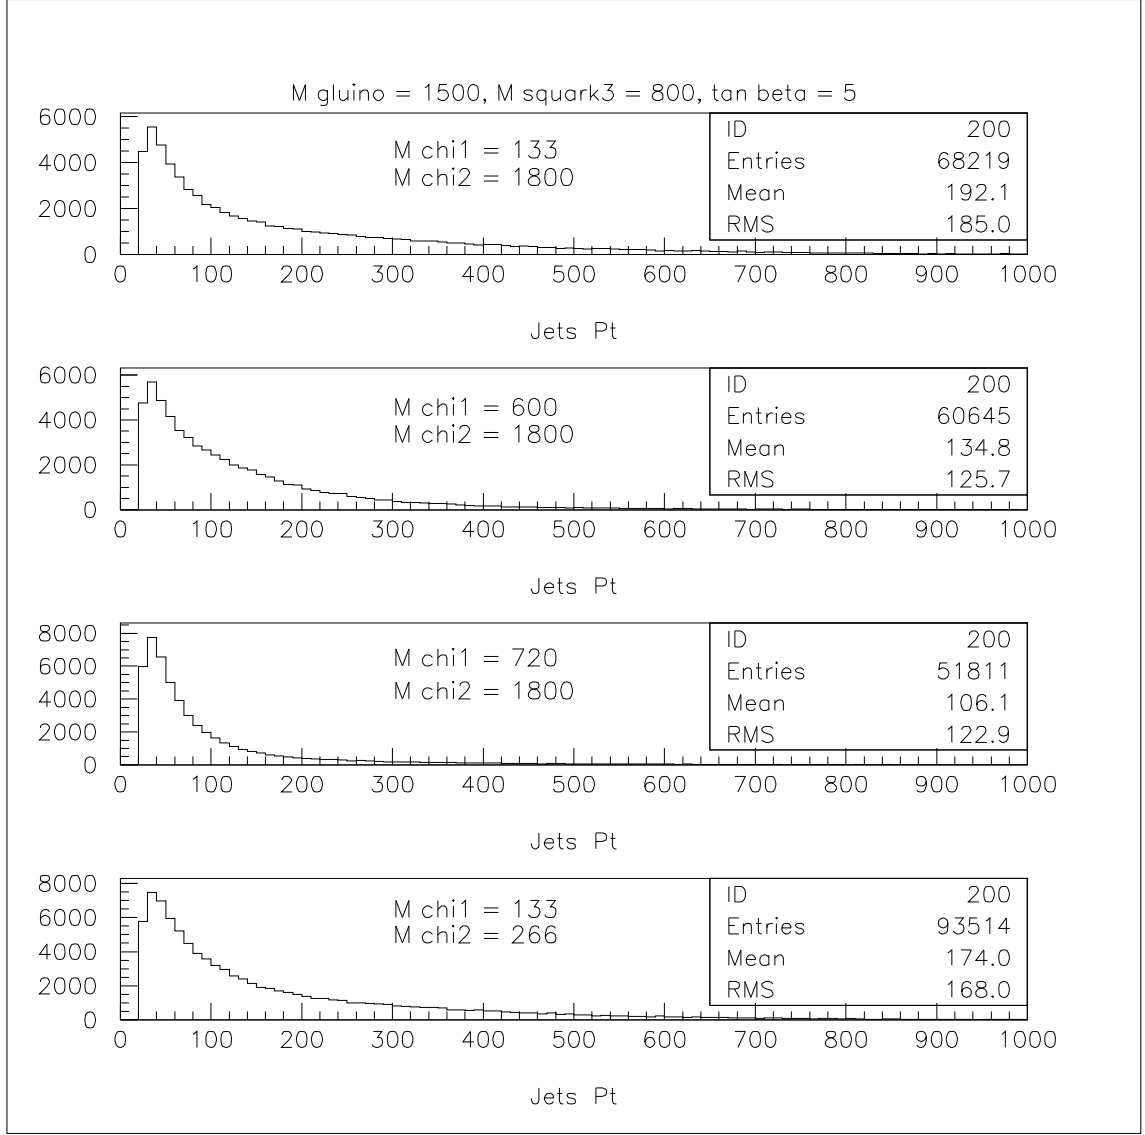 M gluino = 1500, M squark3 = 800, tan beta = 5
6000
4000
2000
0
M chi1 = 133
M chi2 = 1800
ID 200
Entries 68219
Mean 192.1
RMS 185.0
0 100 200 300 400 500 600 700 800 900 1000
Jets Pt
6000
4000
2000
0
M chi1 = 600
M chi2 = 1800
ID 200
Entries 60645
Mean 134.8
RMS 125.7
0 100 200 300 400 500 600 700 800 900 1000
Jets Pt
8000
6000
4000
2000
0
M chi1 = 720
M chi2 = 1800
ID 200
Entries 51811
Mean 106.1
RMS 122.9
0 100 200 300 400 500 600 700 800 900 1000
Jets Pt
8000
6000
4000
2000
0
M chi1 = 133
M chi2 = 266
ID 200
Entries 93514
Mean 174.0
RMS 168.0
0 100 200 300 400 500 600 700 800 900 1000
Jets Pt